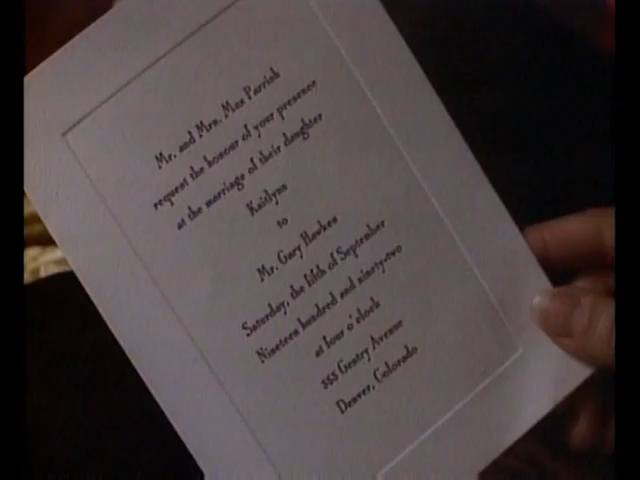 Mr. and Mrs. Max Parrish
request the honour of your presence
at the marriage of their daughter
Kaitlynn
to
Mr. Gary Hawkes
Saturday, the fifth of September
Nineteen hundred and ninety-two
at four o'clock
555 Gentry Avenue
Denver, Colorado